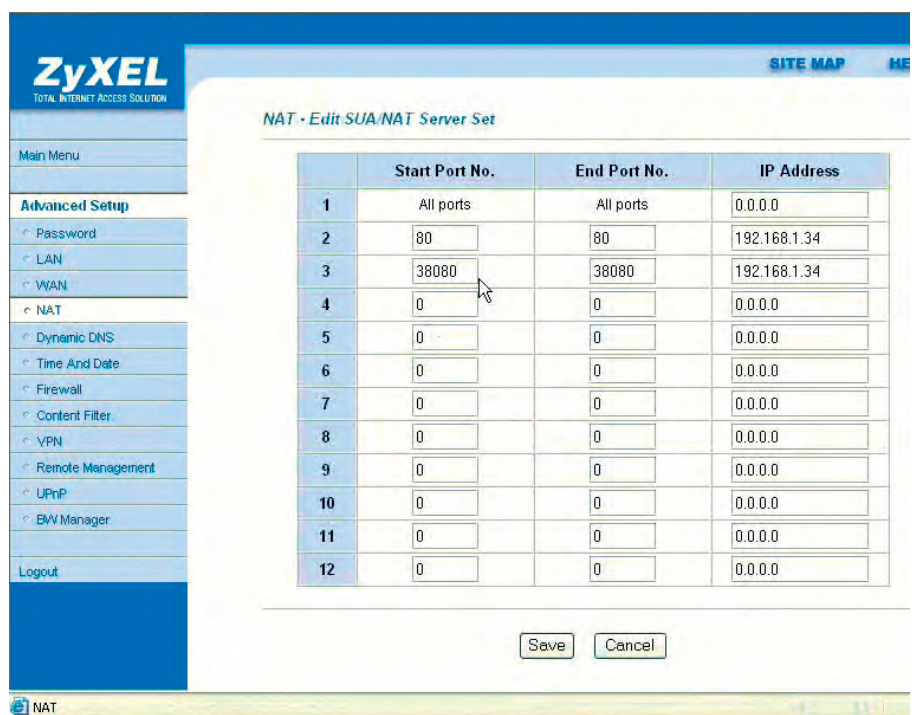 ZyXEL
TOTAL INTERNET ACCESS SOLUTION
SITE MAP HE
NAT - Edit SUA/NAT Server Set
Main Menu
Advanced Setup
Password
LAN
WAN
NAT
Dynamic DNS
Time And Date
Firewall
Content Filter
VPN
Remote Management
UPnP
BW Manager
Logout
Start Port No. End Port No. IP Address
1 All ports All ports 0.0.0.0
2 80 80 192.168.1.34
3 38080 38080 192.168.1.34
4 0 0 0.0.0.0
5 0 0 0.0.0.0
6 0 0 0.0.0.0
7 0 0 0.0.0.0
8 0 0 0.0.0.0
9 0 0 0.0.0.0
10 0 0 0.0.0.0
11 0 0 0.0.0.0
12 0 0 0.0.0.0
Save Cancel
NAT